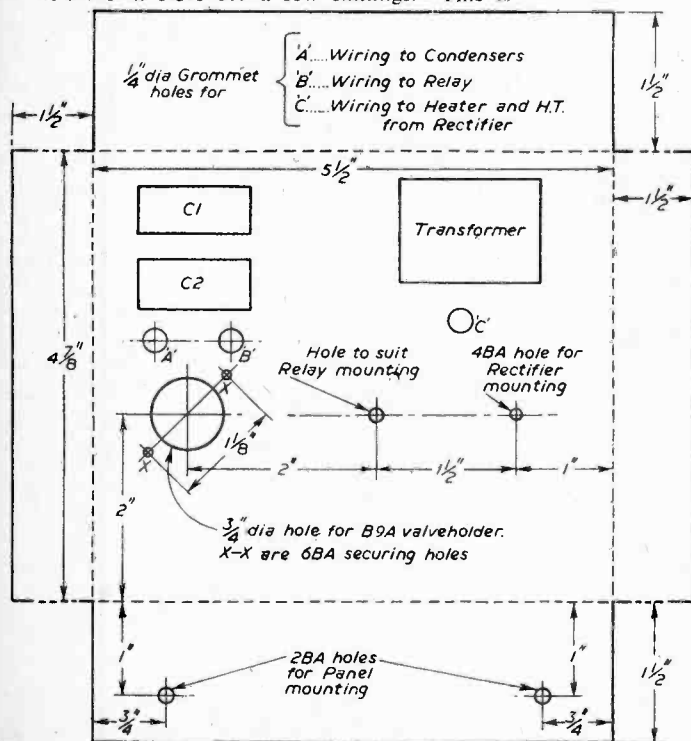 1/4" dia Grommet
holes for
'A'.....Wiring to Condensers
'B'.....Wiring to Relay
'C'.....Wiring to Heater and H.T.
from Rectifier
1 1/2"
1 1/2"
5 1/2"
1 1/2"
C1
Transformer
C2
'C'
'A'
'B'
4 7/8"
Hole to suit
Relay mounting
4BA hole for
Rectifier
mounting
X
X
1 1/8"
2"
1 1/2"
1"
2"
3/4" dia hole for B9A valveholder.
X-X are 6BA securing holes
1"
2BA holes
for Panel
mounting
1"
1 1/2"
3/4"
3/4"